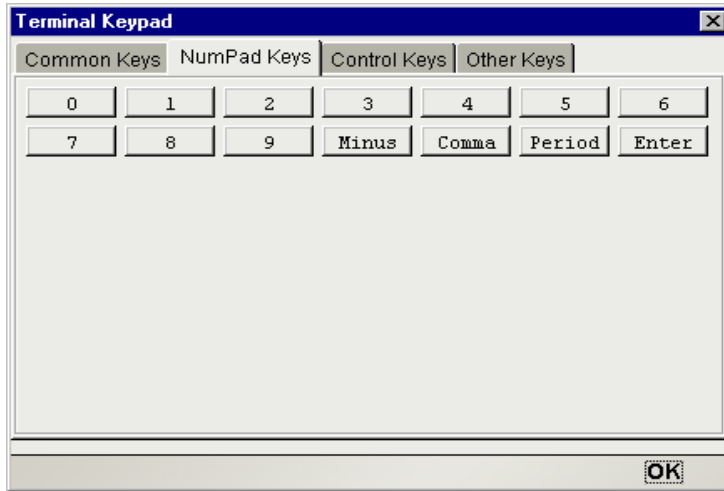 Terminal Keypad
Common Keys NumPad Keys Control Keys Other Keys
0 1 2 3 4 5 6
7 8 9 Minus Comma Period Enter
OK